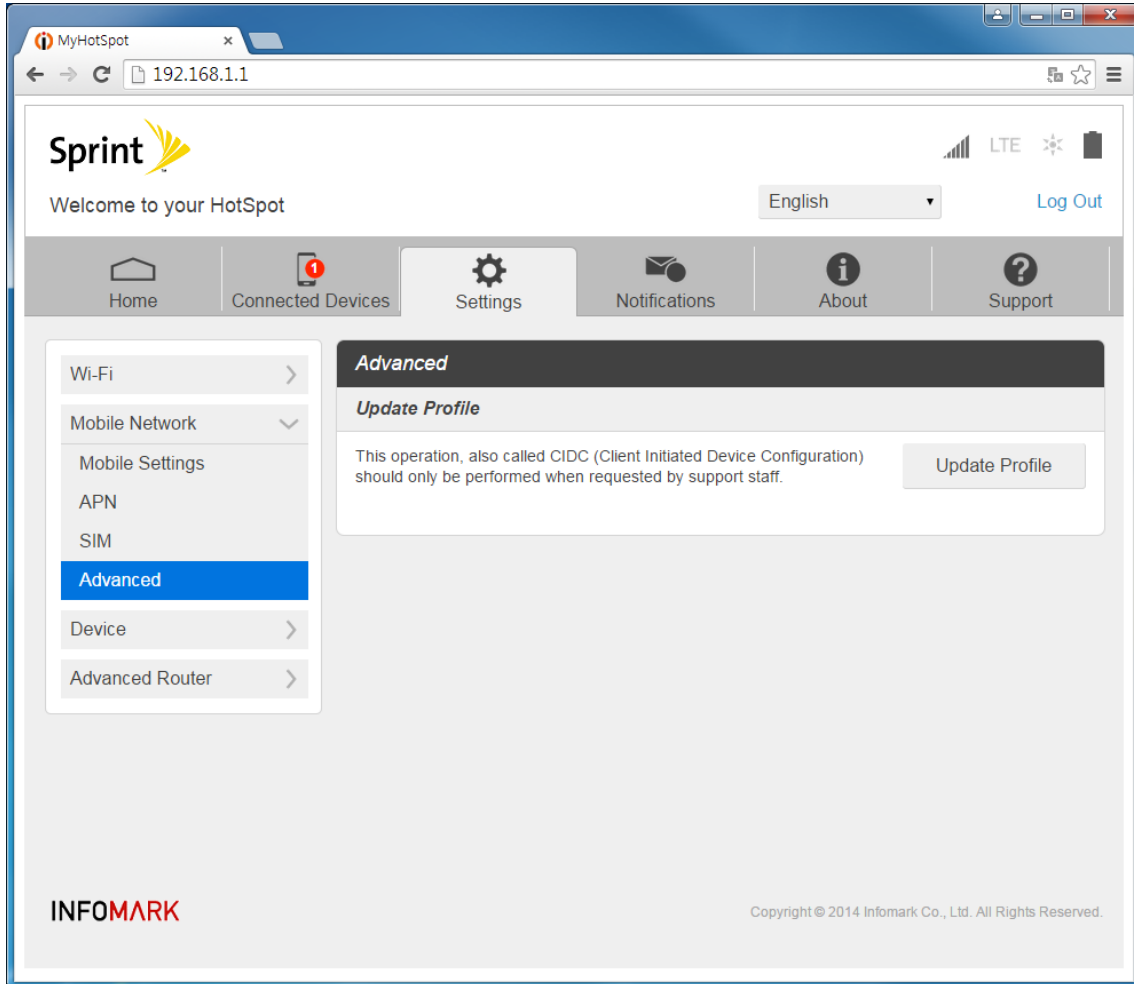 MyHotSpot
192.168.1.1
Sprint
LTE
Welcome to your HotSpot
English
Log Out
Home
1
Connected Devices
Settings
Notifications
About
Support
Wi-Fi
Mobile Network
Mobile Settings
APN
SIM
Advanced
Device
Advanced Router
Advanced
Update Profile
This operation, also called CIDC (Client Initiated Device Configuration)
should only be performed when requested by support staff.
Update Profile
INFOMARK
Copyright © 2014 Infomark Co., Ltd. All Rights Reserved.